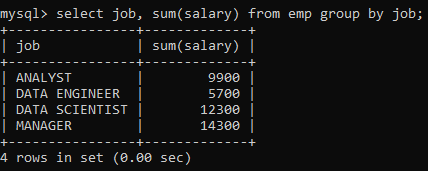 mysql> select job, sum(salary) from emp group by job;
+----------------+-------------+
| job            | sum(salary) |
+----------------+-------------+
| ANALYST        |        9900 |
| DATA ENGINEER  |        5700 |
| DATA SCIENTIST |       12300 |
| MANAGER        |       14300 |
+----------------+-------------+
4 rows in set (0.00 sec)